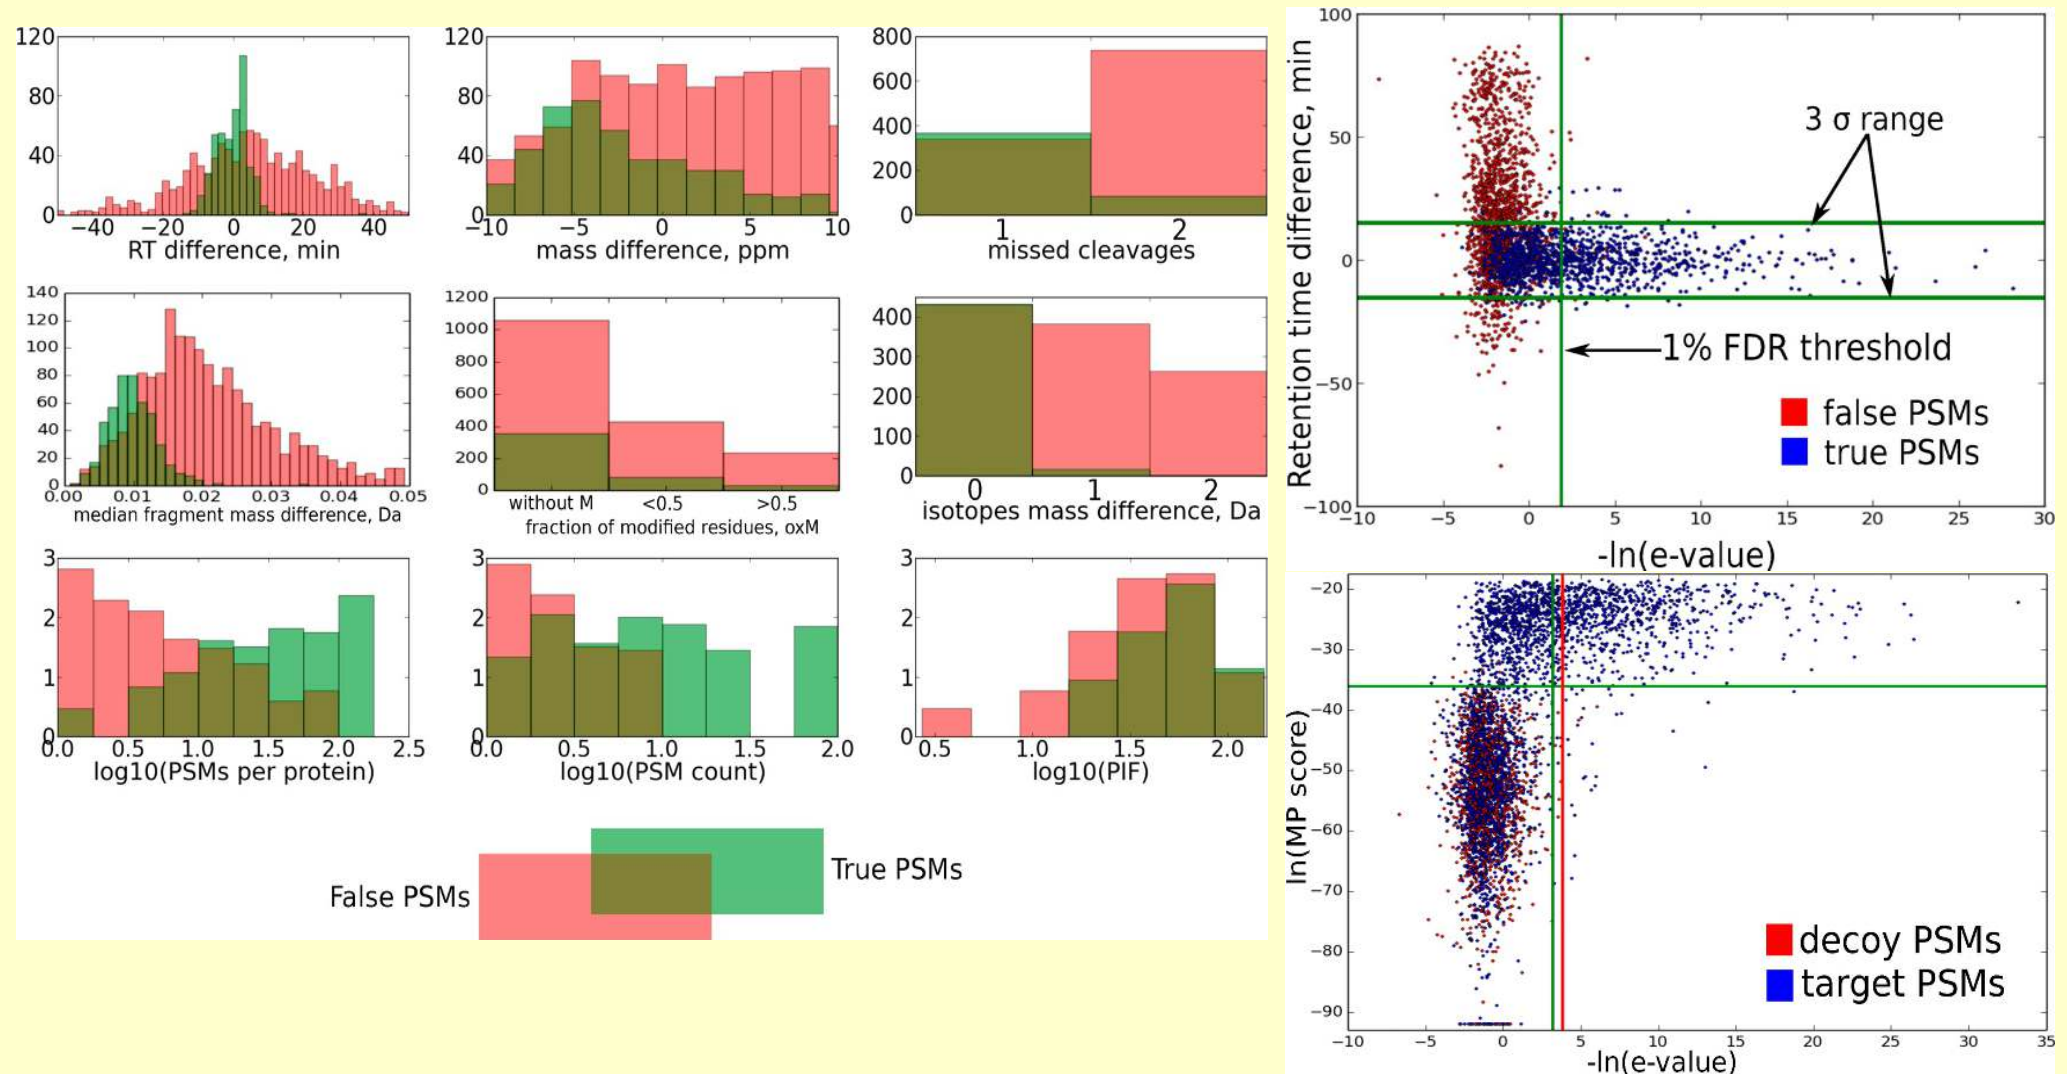 120
80
40
0
−40 −20 0 20 40
RT difference, min
120
80
40
0
−10 −5 0 5 10
mass difference, ppm
800
600
400
200
0
1 2
missed cleavages
140
120
100
80
60
40
20
0
0.00 0.01 0.02 0.03 0.04 0.05
median fragment mass difference, Da
1200
1000
800
600
400
200
0
without M <0.5 >0.5
fraction of modified residues, oxM
400
300
200
100
0
0 1 2
isotopes mass difference, Da
3
2
1
0
0.0 0.5 1.0 1.5 2.0 2.5
log10(PSMs per protein)
3
2
1
0
0.0 0.5 1.0 1.5 2.0
log10(PSM count)
3
2
1
0
0.5 1.0 1.5 2.0
log10(PIF)
False PSMs
True PSMs
Retention time difference, min
100
50
0
−50
−100
−10 −5 0 5 10 15 20 25 30
3 σ range
1% FDR threshold
false PSMs
true PSMs
-ln(e-value)
ln(MP score)
−20
−30
−40
−50
−60
−70
−80
−90
−10 −5 0 5 10 15 20 25 30 35
decoy PSMs
target PSMs
-ln(e-value)